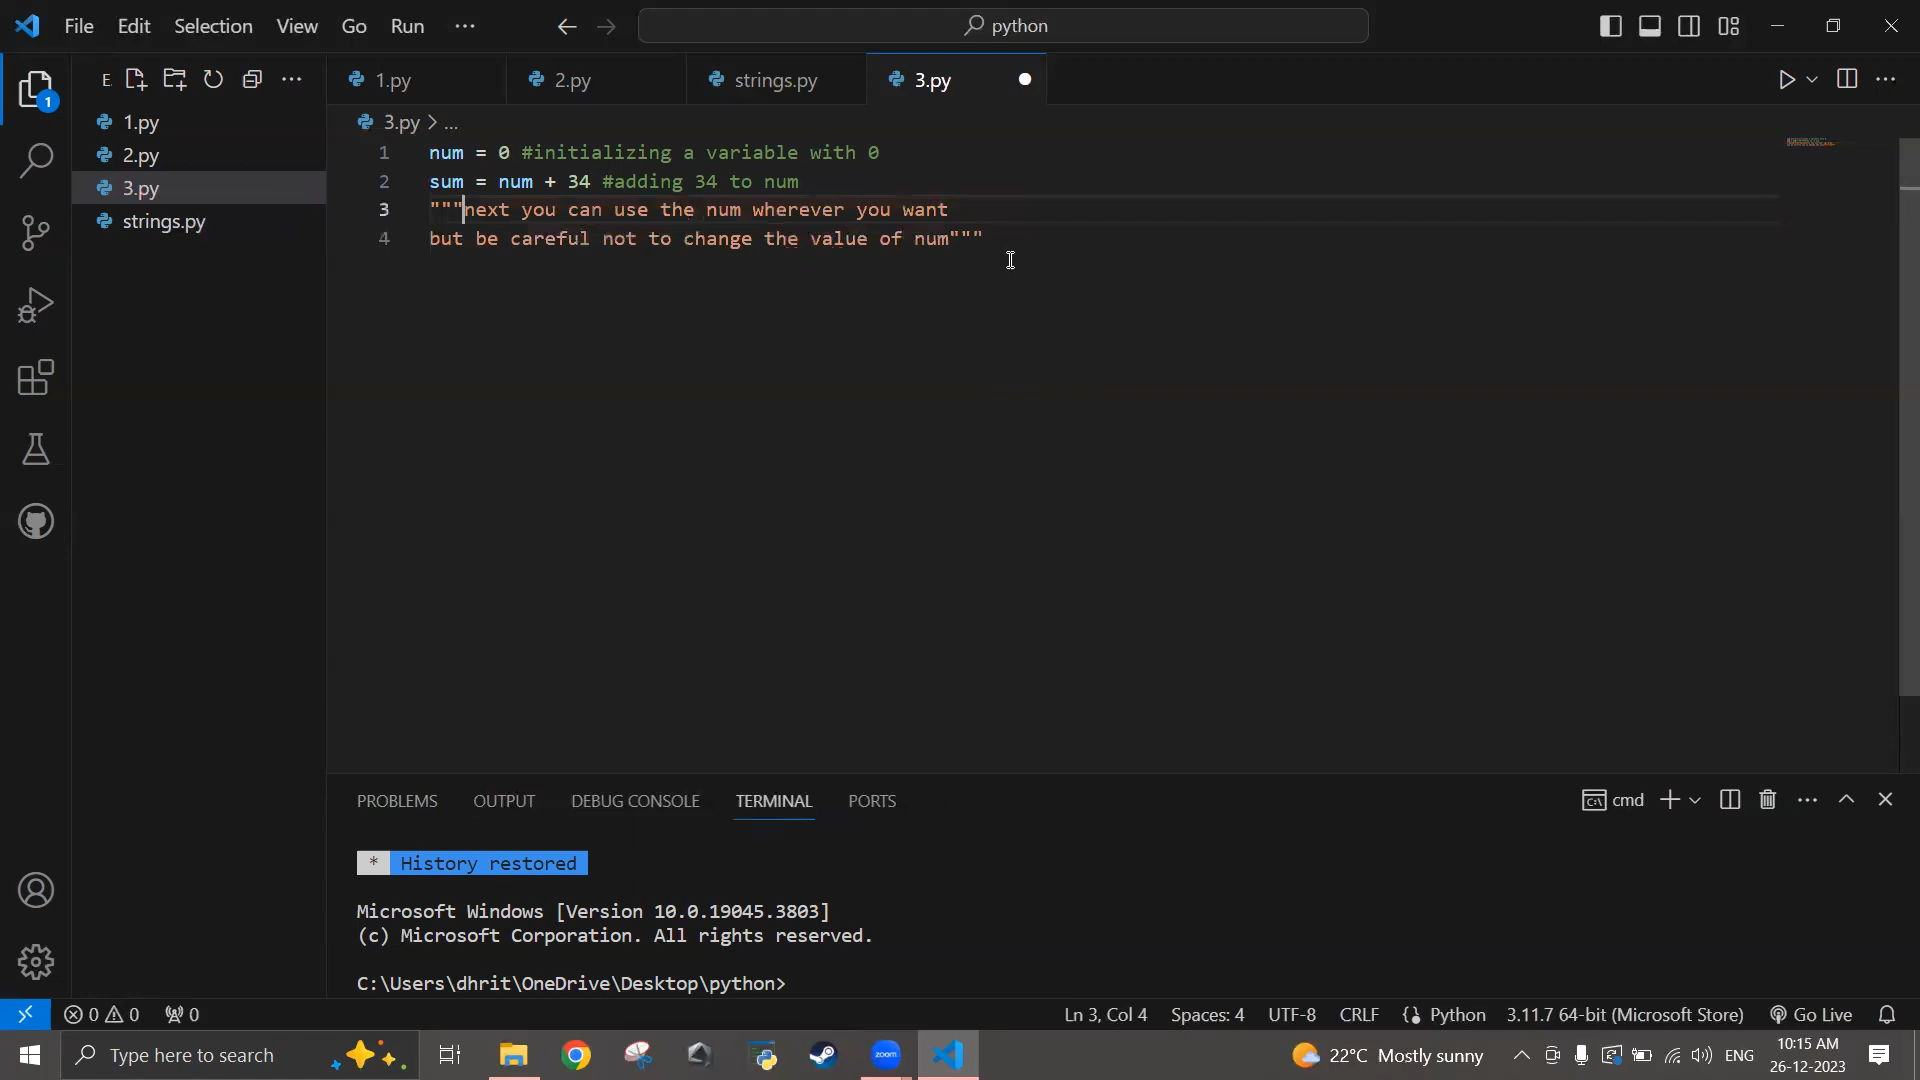 File Edit Selection View Go Run ··· python
E
1.py 2.py strings.py 3.py
1
1.py
2.py
3.py
strings.py
3.py > ...
1 num = 0 #initializing a variable with 0
2 sum = num + 34 #adding 34 to num
3 """next you can use the num wherever you want
4 but be careful not to change the value of num"""
PROBLEMS OUTPUT DEBUG CONSOLE TERMINAL PORTS cmd
* History restored
Microsoft Windows [Version 10.0.19045.3803]
(c) Microsoft Corporation. All rights reserved.
C:\Users\dhrit\OneDrive\Desktop\python>
0 0 0 Ln 3, Col 4 Spaces: 4 UTF-8 CRLF Python 3.11.7 64-bit (Microsoft Store) Go Live
Type here to search zoom 22°C Mostly sunny ENG 10:15 AM
26-12-2023